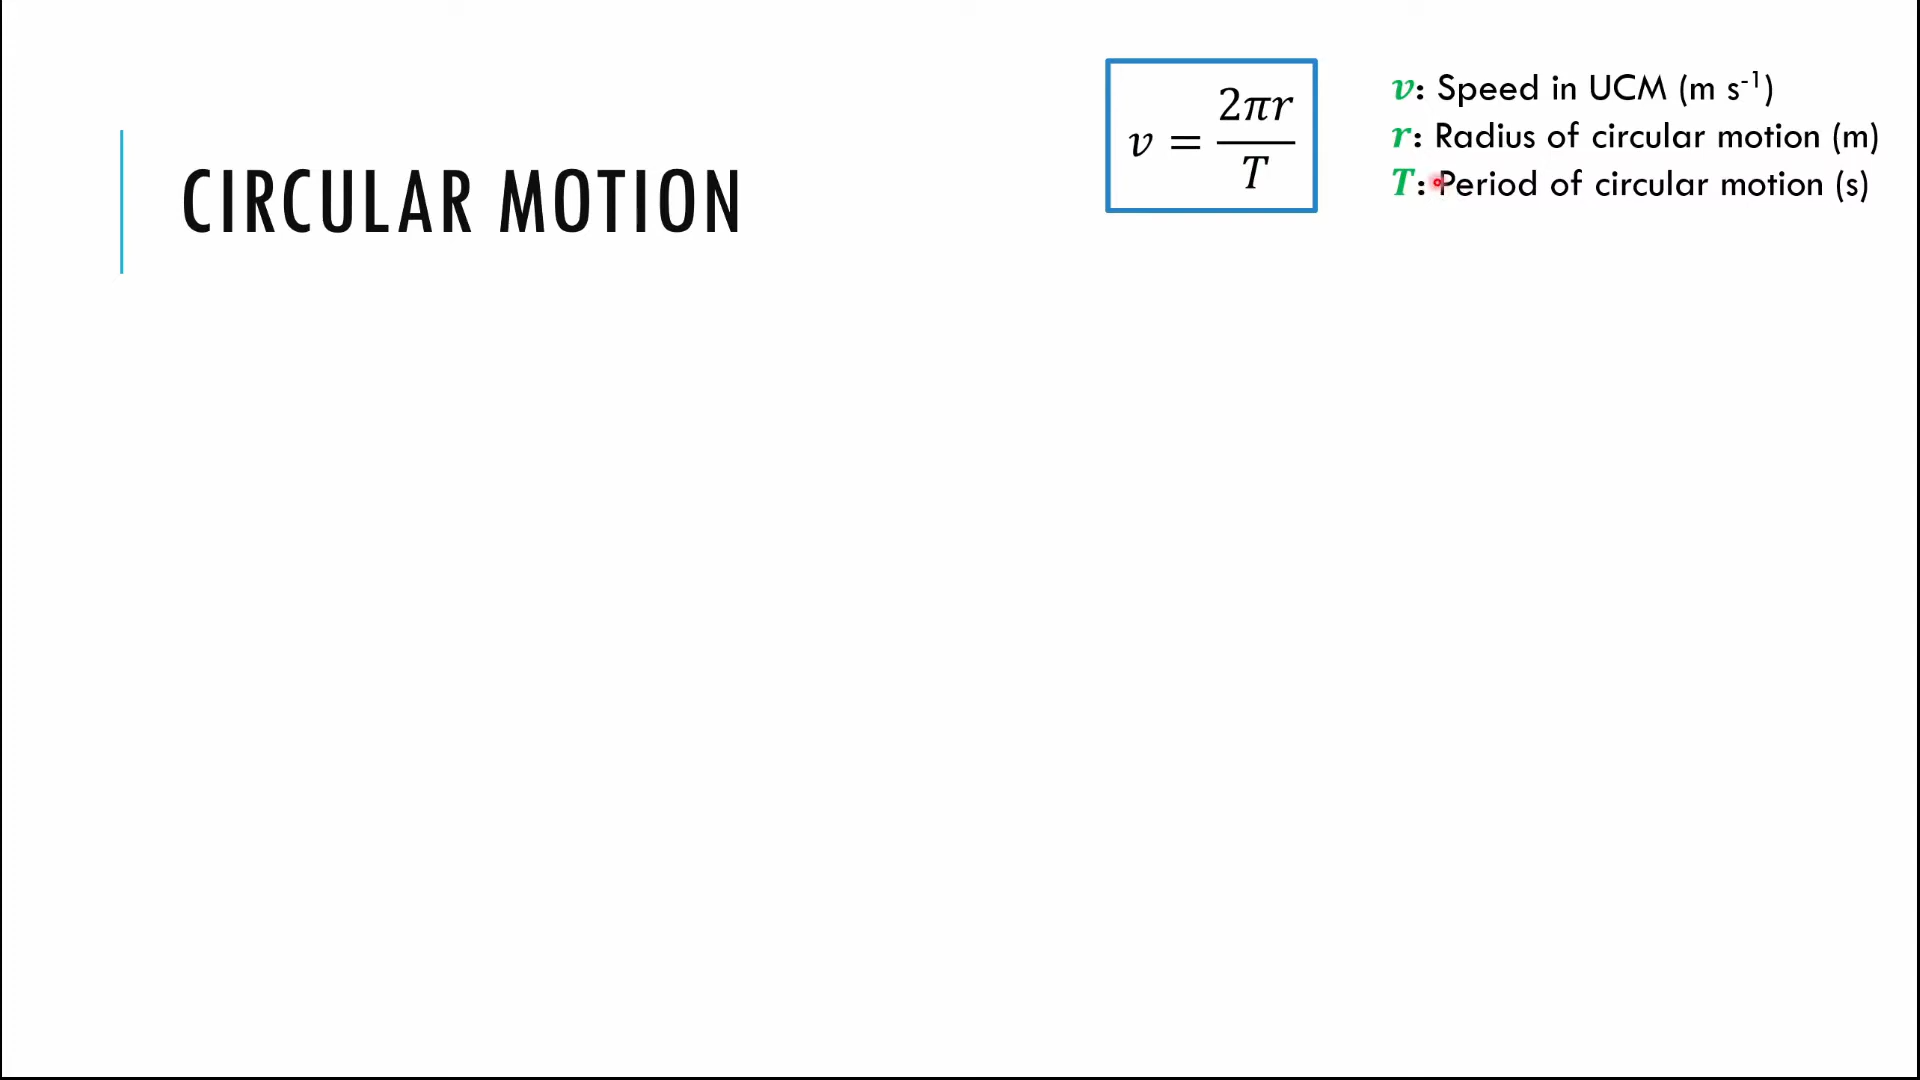 CIRCULAR MOTION
v = 2πr / T
v: Speed in UCM (m s⁻¹)
r: Radius of circular motion (m)
T: Period of circular motion (s)